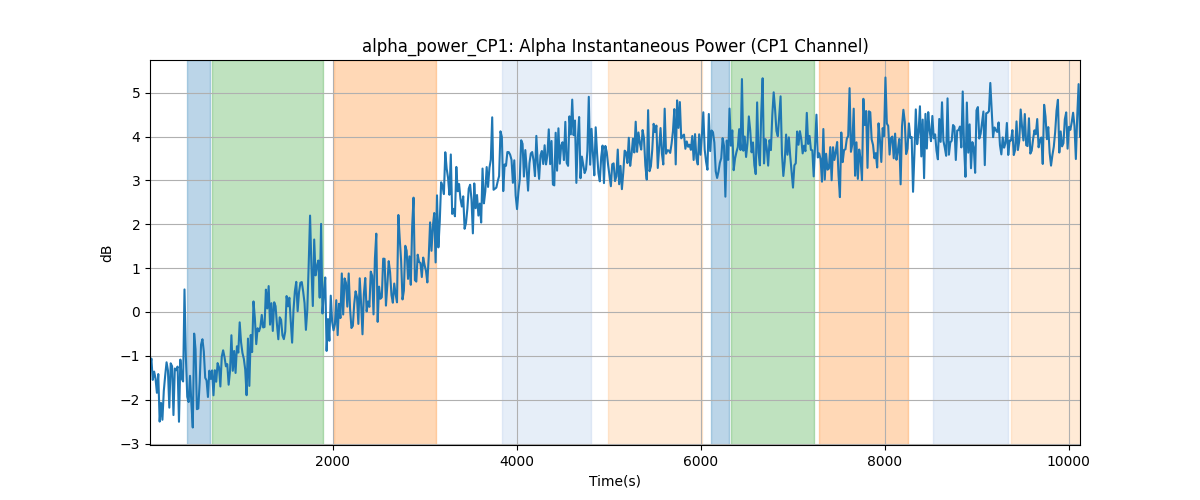 alpha_power_CP1: Alpha Instantaneous Power (CP1 Channel)
dB
5
4
3
2
1
0
−1
−2
−3
2000 4000 6000 8000 10000
Time(s)